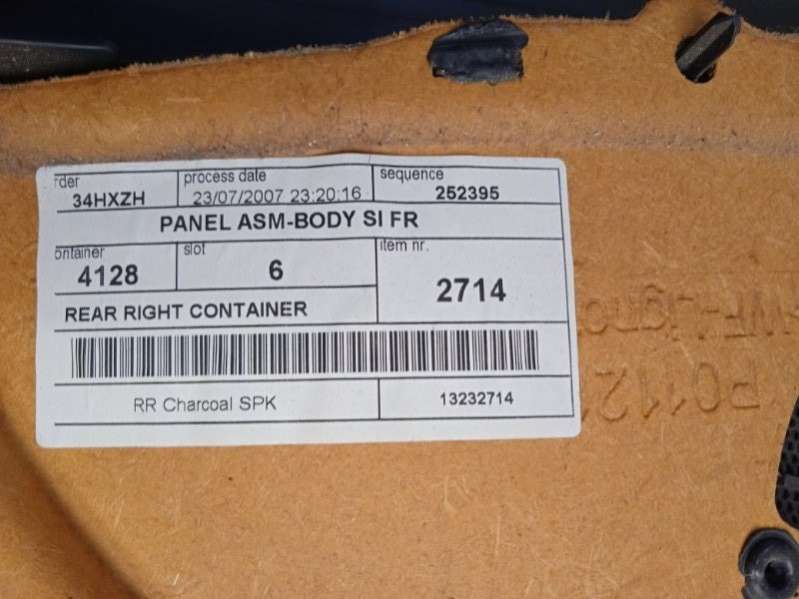 rder process date sequence
34HXZH 23/07/2007 23:20:16 252395
PANEL ASM-BODY SI FR
ontainer slot item nr.
4128 6 2714
REAR RIGHT CONTAINER
RR Charcoal SPK 13232714